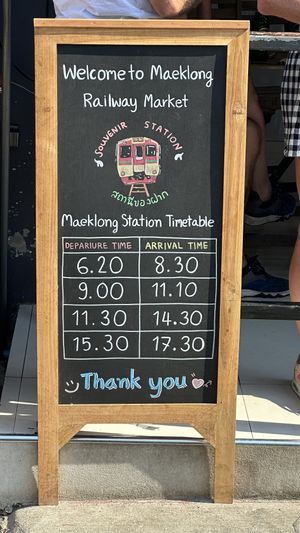 Welcome to Maeklong
Railway Market
SOUVENIR STATION
สถานีของฝาก
Maeklong Station Timetable
DEPARIURE TIME ARRIVAL TIME
6.20 8.30
9.00 11.10
11.30 14.30
15.30 17.30
Thank you